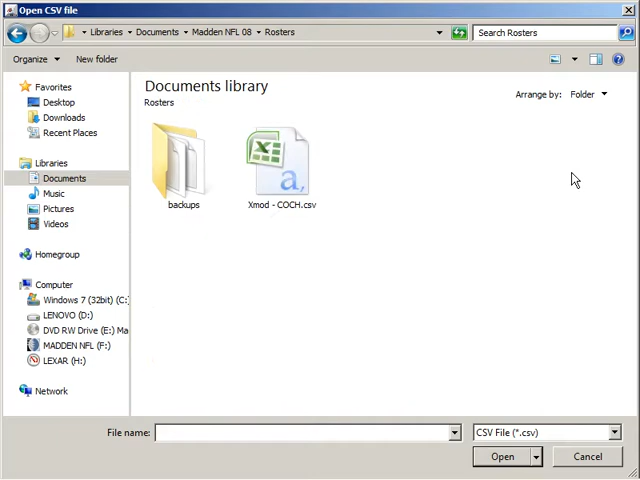 Open CSV file
Libraries Documents Madden NFL 08 Rosters
Search Rosters
Organize New folder
Favorites
Desktop
Downloads
Recent Places
Libraries
Documents
Music
Pictures
Videos
Homegroup
Computer
Windows 7 (32bit) (C:)
LENOVO (D:)
DVD RW Drive (E:) Ma
MADDEN NFL (F:)
LEXAR (H:)
Network
Documents library
Rosters
Arrange by: Folder
a,
backups
Xmod - COCH.csv
File name:
CSV File (*.csv)
Open
Cancel